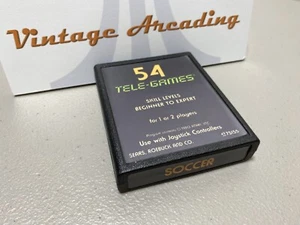 Vintage Arcading
54
TELE-GAMES
SKILL LEVELS
BEGINNER TO EXPERT
for 1 or 2 players
Use with Joystick Controllers
SEARS, ROEBUCK AND CO.
SOCCER